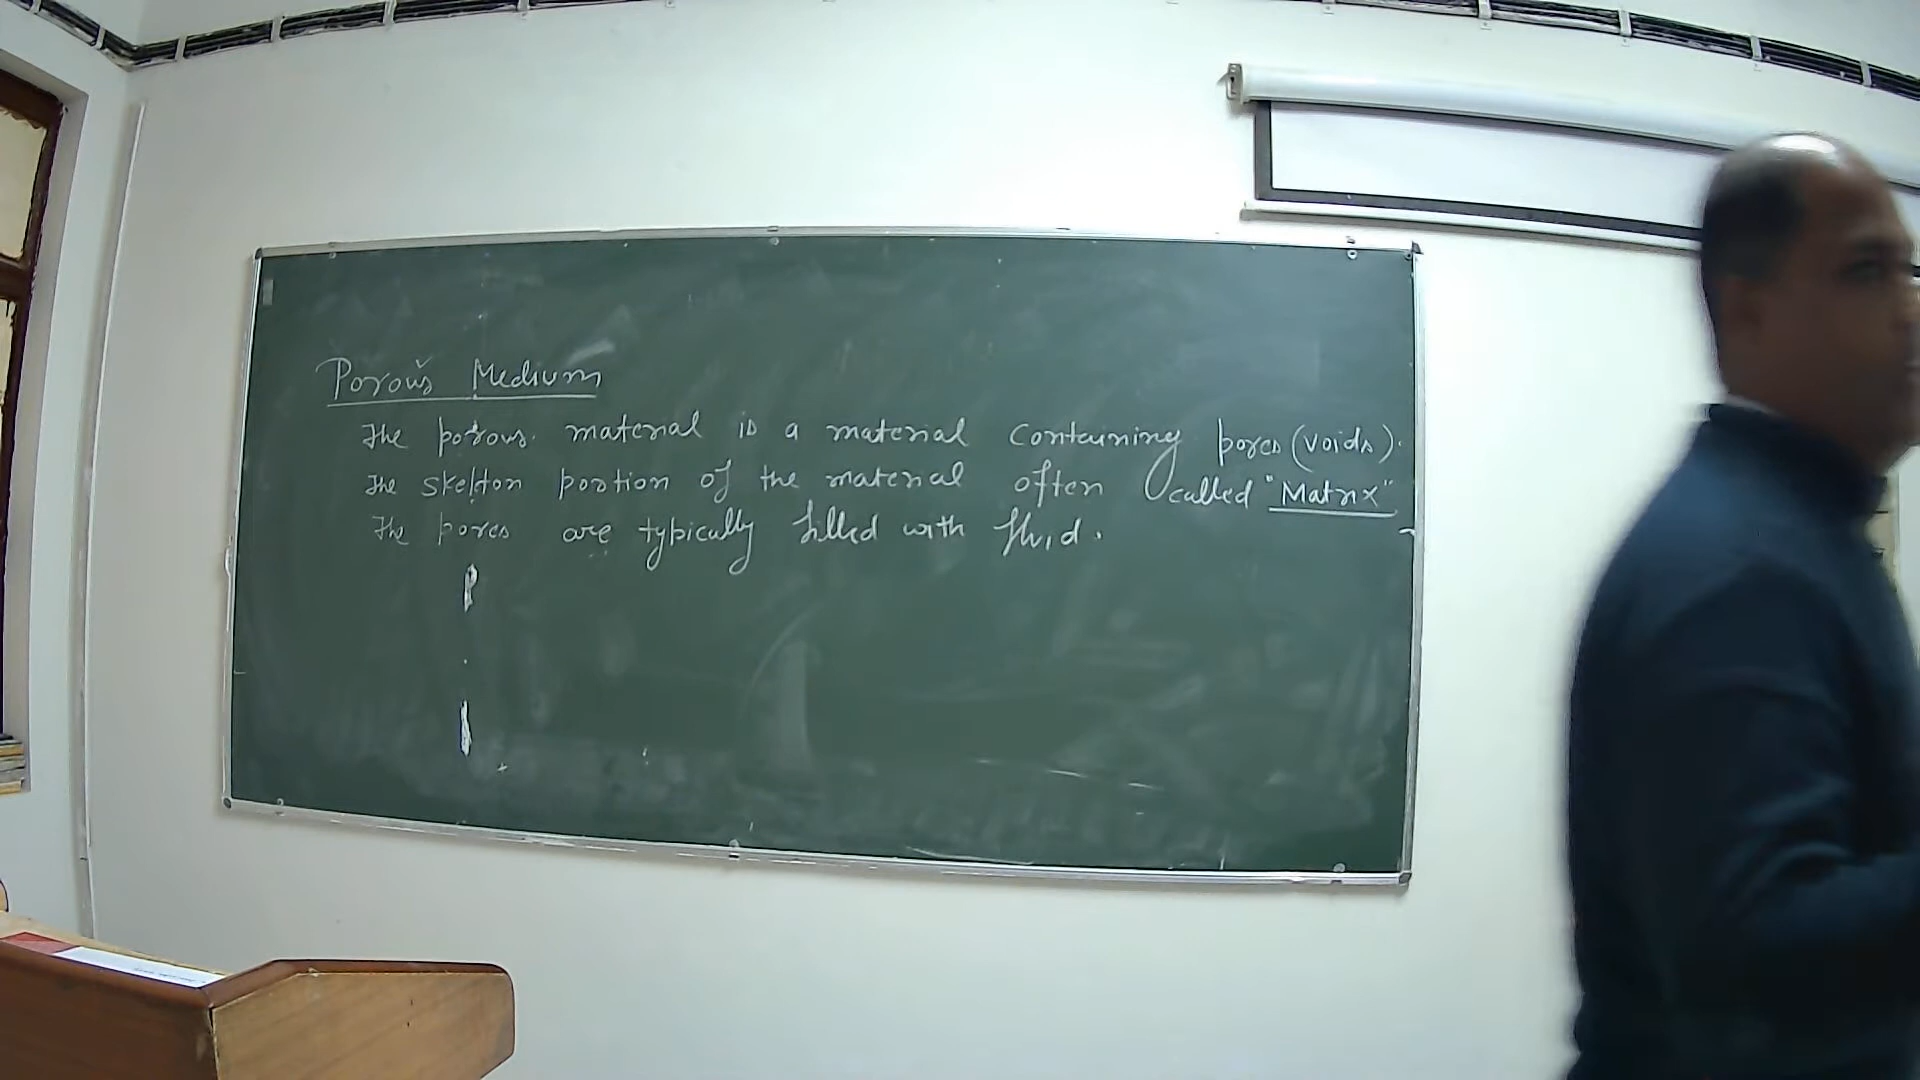 Porous Medium
The porous material is a material containing pores (voids).
The skelton portion of the material often called "Matrix"
The pores are typically filled with fluid.